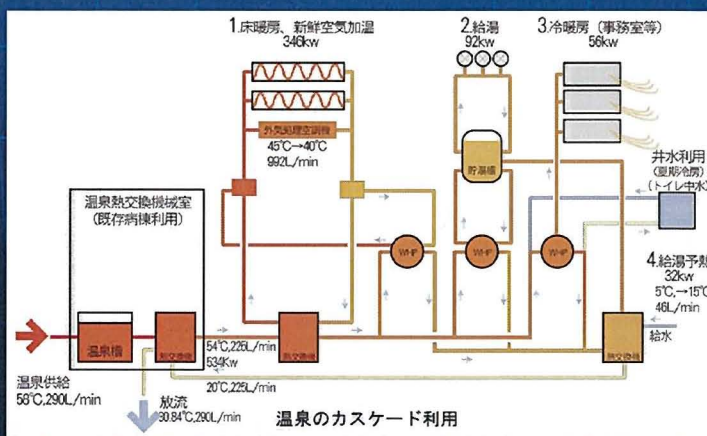 1.床暖房、新鮮空気加温
346kw
2.給湯
92kw
3.冷暖房（事務室等）
56kw
外気処理空調機
45℃→40℃
992L/min
貯湯槽
井水利用
(夏期冷房)
(トイレ中水)
温泉熱交換機械室
(既存病棟利用)
WHP
WHP
WHP
4.給湯予熱
32kw
5℃,→15℃
46L/min
給水
温泉槽
熱交換機
熱交換機
熱交換機
54℃,225L/min
534Kw
20℃,225L/min
温泉供給
56℃,290L/min
放流
30.84℃,290L/min
温泉のカスケード利用